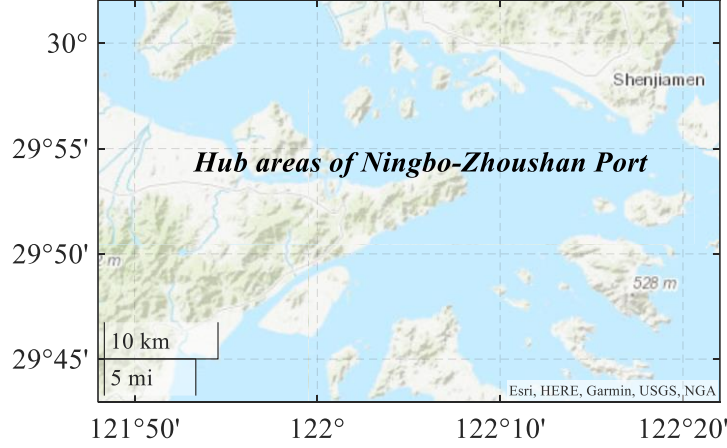 30°
Shenjiamen
29°55'
Hub areas of Ningbo-Zhoushan Port
29°50'
m
528 m
10 km
29°45'
5 mi
Esri, HERE, Garmin, USGS, NGA
121°50'
122°
122°10'
122°20'